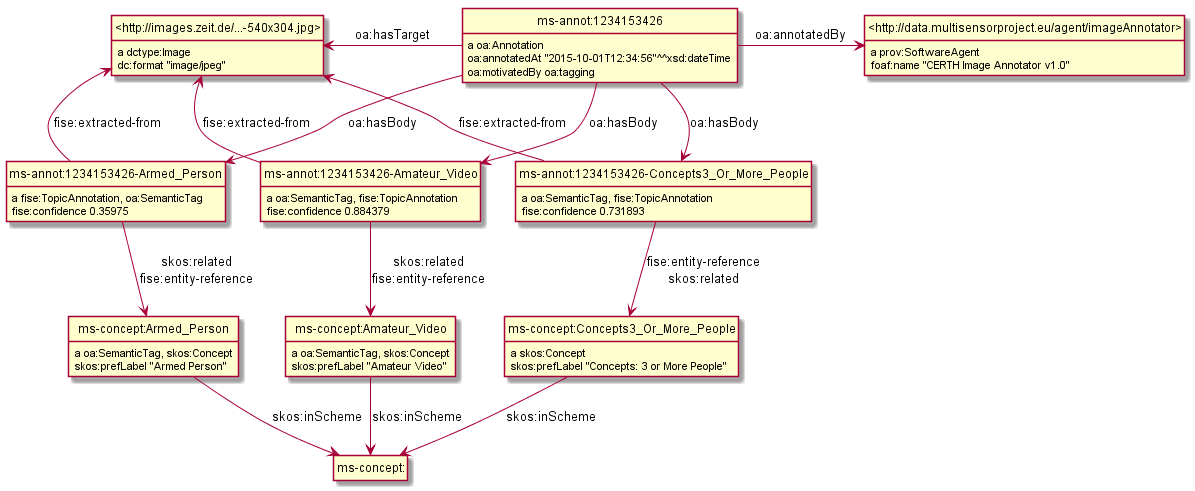 <http://images.zeit.de/...-540x304.jpg>
a dctype:Image
dc:format "image/jpeg"
oa:hasTarget
ms-annot:1234153426
a oa:Annotation
oa:annotatedAt "2015-10-01T12:34:56"^^xsd:dateTime
oa:motivatedBy oa:tagging
oa:annotatedBy
<http://data.multisensorproject.eu/agent/imageAnnotator>
a prov:SoftwareAgent
foaf:name "CERTH Image Annotator v1.0"
fise:extracted-from
fise:extracted-from
oa:hasBody
fise:extracted-from
oa:hasBody
oa:hasBody
ms-annot:1234153426-Armed_Person
a fise:TopicAnnotation, oa:SemanticTag
fise:confidence 0.35975
ms-annot:1234153426-Amateur_Video
a oa:SemanticTag, fise:TopicAnnotation
fise:confidence 0.884379
ms-annot:1234153426-Concepts3_Or_More_People
a oa:SemanticTag, fise:TopicAnnotation
fise:confidence 0.731893
skos:related
fise:entity-reference
skos:related
fise:entity-reference
fise:entity-reference
skos:related
ms-concept:Armed_Person
a oa:SemanticTag, skos:Concept
skos:prefLabel "Armed Person"
ms-concept:Amateur_Video
a oa:SemanticTag, skos:Concept
skos:prefLabel "Amateur Video"
ms-concept:Concepts3_Or_More_People
a skos:Concept
skos:prefLabel "Concepts: 3 or More People"
skos:inScheme
skos:inScheme
skos:inScheme
ms-concept: